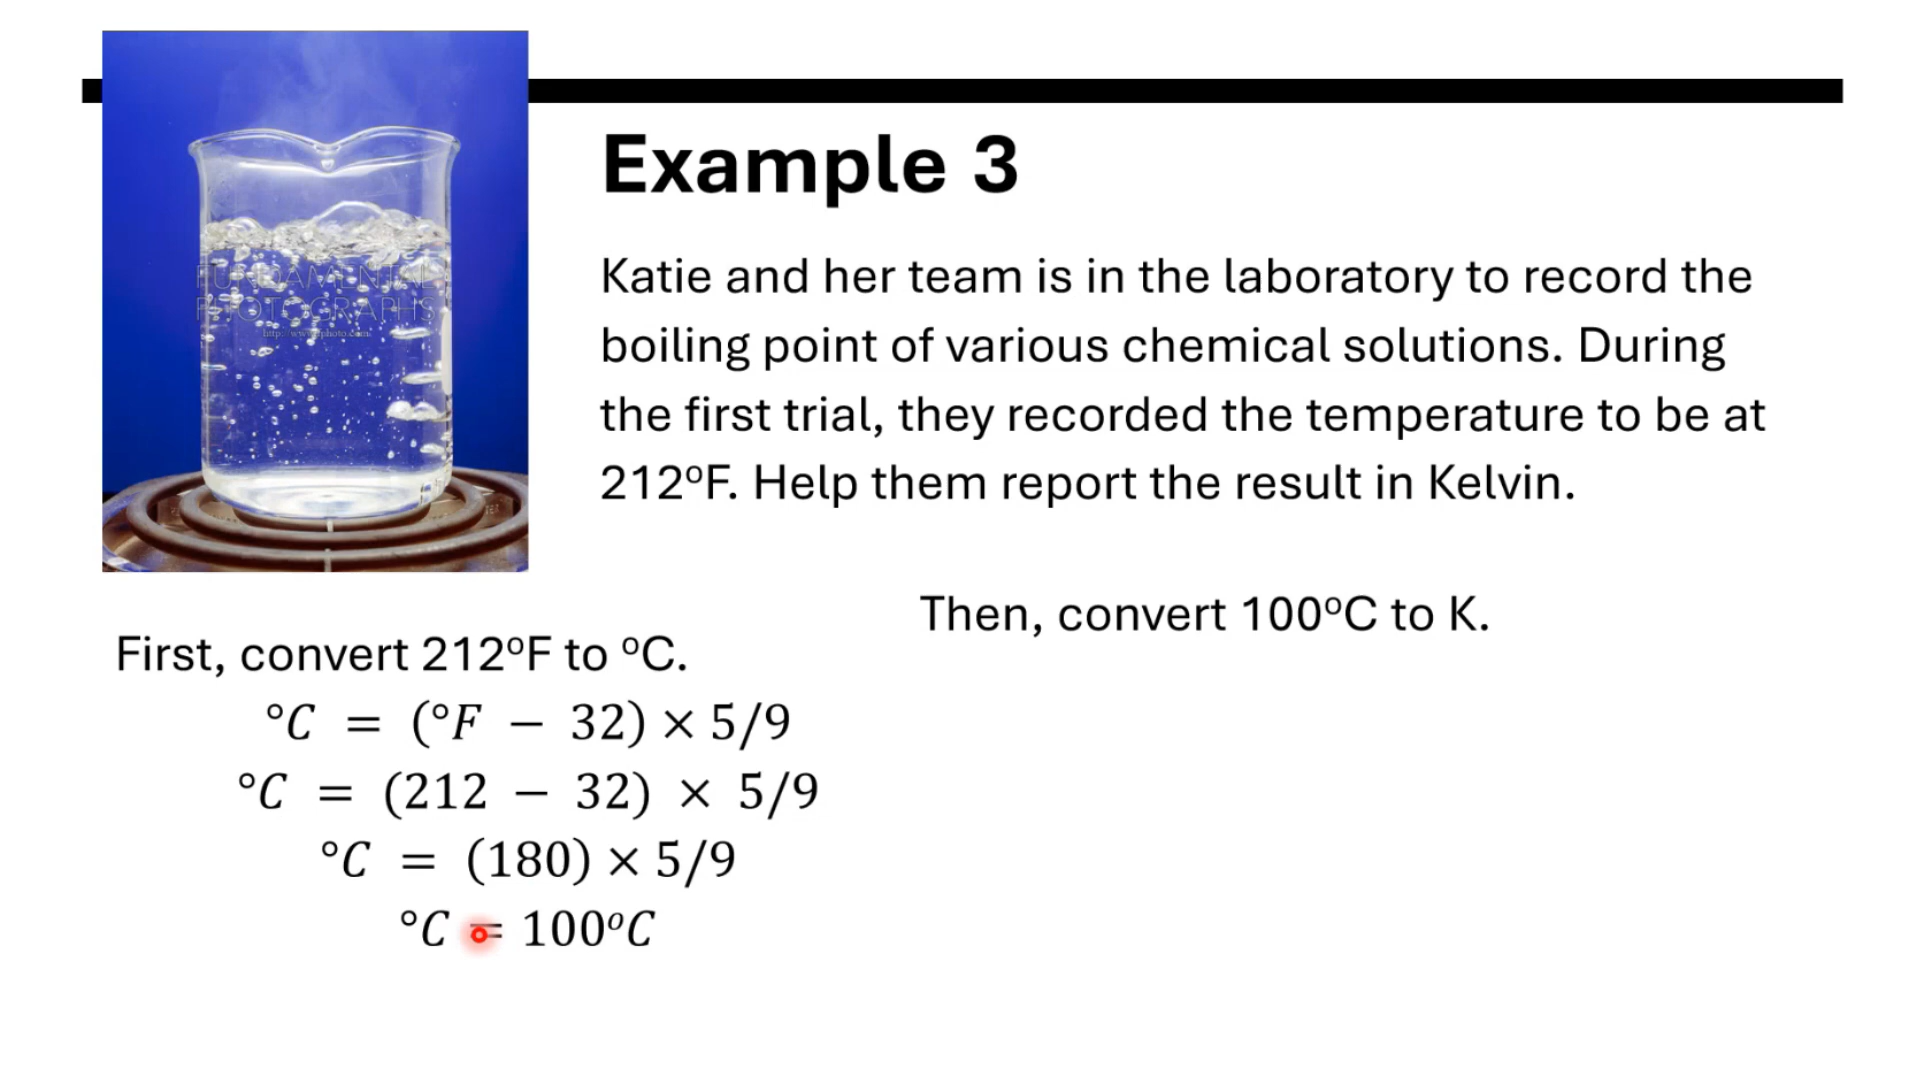 Example 3
Katie and her team is in the laboratory to record the
boiling point of various chemical solutions. During
the first trial, they recorded the temperature to be at
212ºF. Help them report the result in Kelvin.
FUNDAMENTAL
PHOTOGRAPHS
First, convert 212ºF to ºC.
°C = (°F − 32) × 5/9
°C = (212 − 32) × 5/9
°C = (180) × 5/9
°C = 100ºC
Then, convert 100ºC to K.